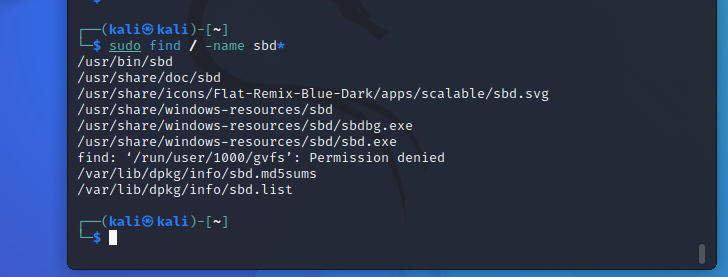 ┌──(kali㉿kali)-[~]
└─$ sudo find / -name sbd*
/usr/bin/sbd
/usr/share/doc/sbd
/usr/share/icons/Flat-Remix-Blue-Dark/apps/scalable/sbd.svg
/usr/share/windows-resources/sbd
/usr/share/windows-resources/sbd/sbdbg.exe
/usr/share/windows-resources/sbd/sbd.exe
find: ‘/run/user/1000/gvfs’: Permission denied
/var/lib/dpkg/info/sbd.md5sums
/var/lib/dpkg/info/sbd.list
┌──(kali㉿kali)-[~]
└─$